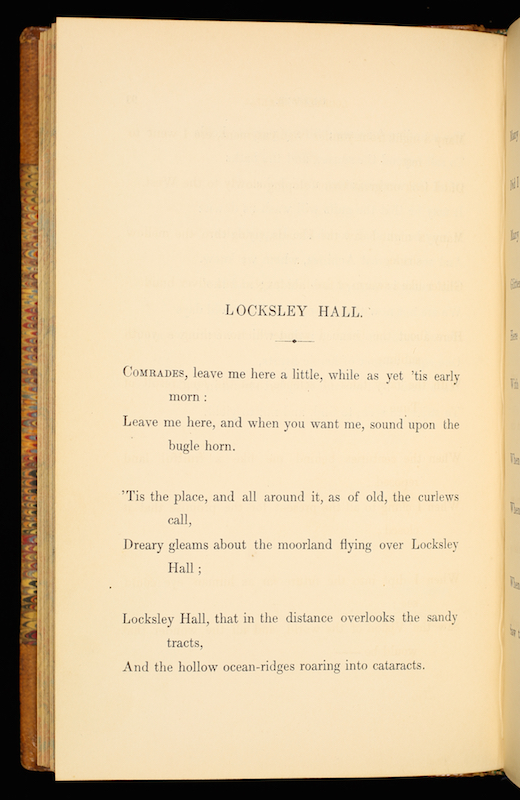 LOCKSLEY HALL.
COMRADES, leave me here a little, while as yet ’tis early
morn :
Leave me here, and when you want me, sound upon the
bugle horn.
’Tis the place, and all around it, as of old, the curlews
call,
Dreary gleams about the moorland flying over Locksley
Hall ;
Locksley Hall, that in the distance overlooks the sandy
tracts,
And the hollow ocean-ridges roaring into cataracts.